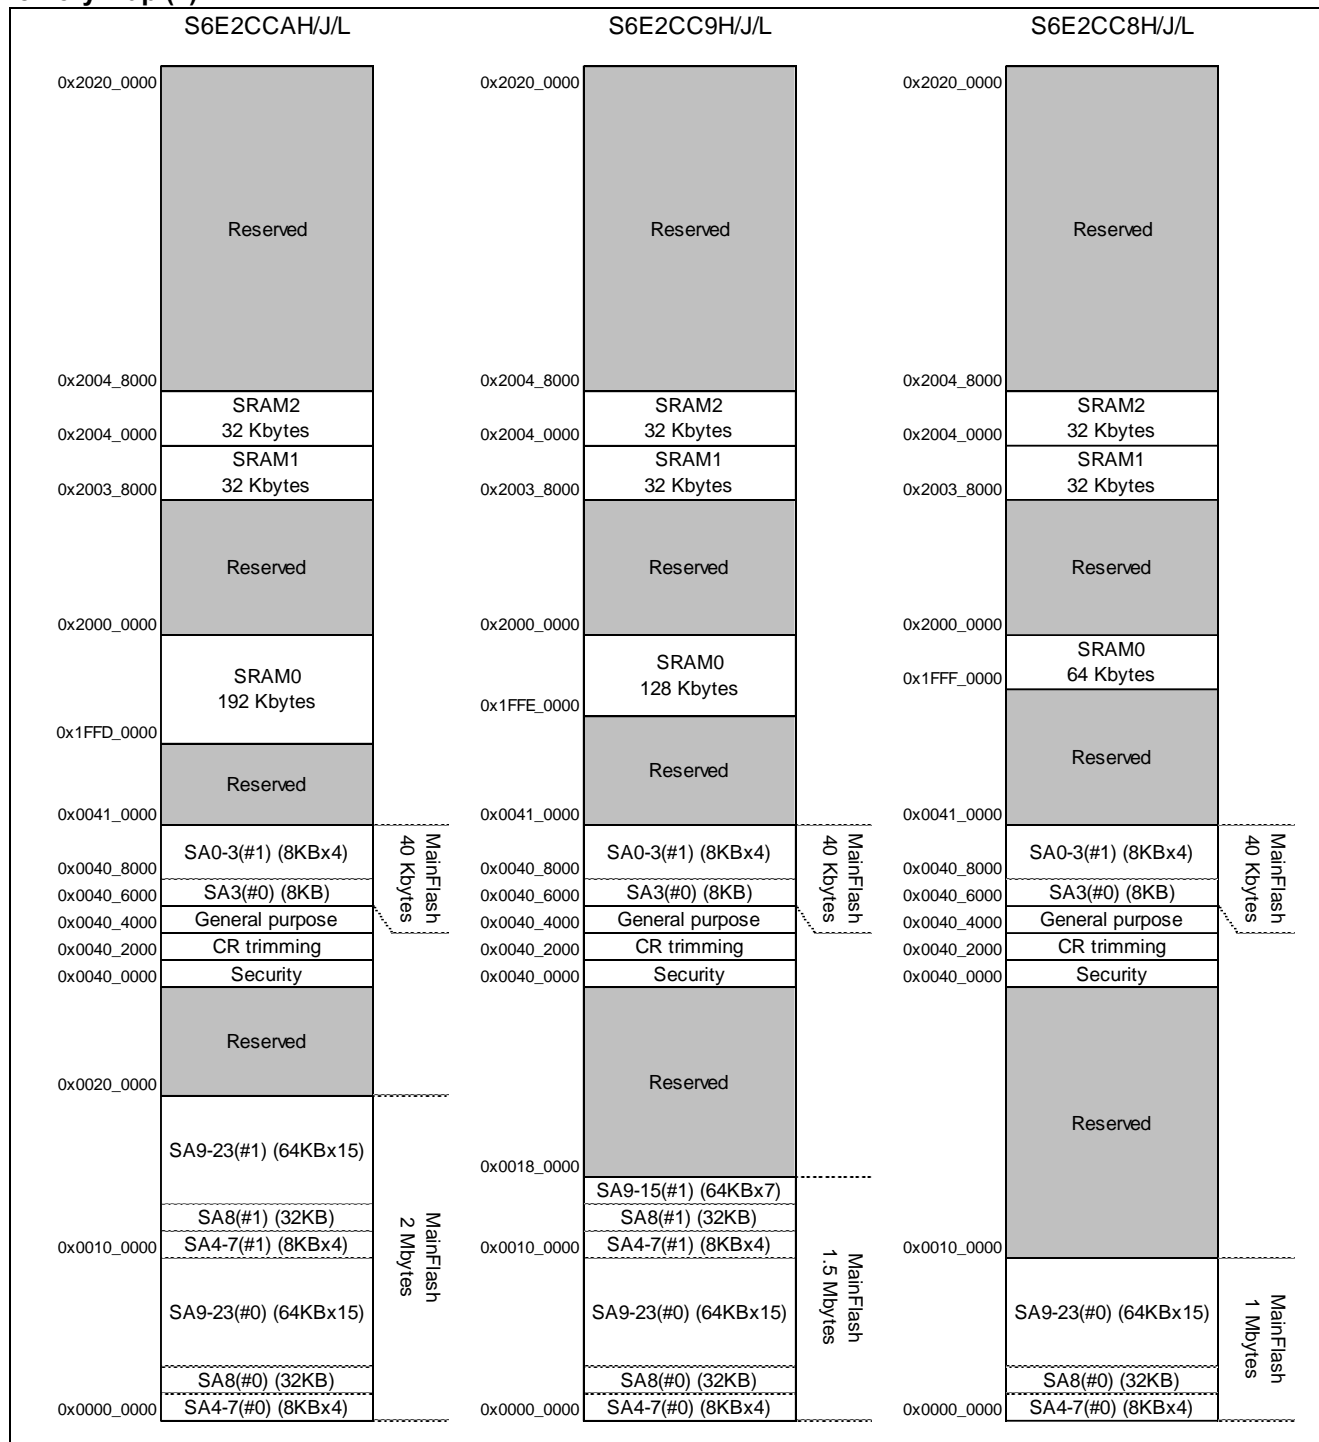 S6E2CCAH/J/L
0x2020_0000
Reserved
0x2004_8000
SRAM2
32 Kbytes
0x2004_0000
SRAM1
32 Kbytes
0x2003_8000
Reserved
0x2000_0000
SRAM0
192 Kbytes
0x1FFD_0000
Reserved
0x0041_0000
SA0-3(#1) (8KBx4)
0x0040_8000
SA3(#0) (8KB)
0x0040_6000
General purpose
0x0040_4000
CR trimming
0x0040_2000
Security
0x0040_0000
MainFlash
40 Kbytes
Reserved
0x0020_0000
SA9-23(#1) (64KBx15)
SA8(#1) (32KB)
SA4-7(#1) (8KBx4)
0x0010_0000
SA9-23(#0) (64KBx15)
SA8(#0) (32KB)
SA4-7(#0) (8KBx4)
0x0000_0000
MainFlash
2 Mbytes
S6E2CC9H/J/L
0x2020_0000
Reserved
0x2004_8000
SRAM2
32 Kbytes
0x2004_0000
SRAM1
32 Kbytes
0x2003_8000
Reserved
0x2000_0000
SRAM0
128 Kbytes
0x1FFE_0000
Reserved
0x0041_0000
SA0-3(#1) (8KBx4)
0x0040_8000
SA3(#0) (8KB)
0x0040_6000
General purpose
0x0040_4000
CR trimming
0x0040_2000
Security
0x0040_0000
MainFlash
40 Kbytes
Reserved
0x0018_0000
SA9-15(#1) (64KBx7)
SA8(#1) (32KB)
SA4-7(#1) (8KBx4)
0x0010_0000
SA9-23(#0) (64KBx15)
SA8(#0) (32KB)
SA4-7(#0) (8KBx4)
0x0000_0000
MainFlash
1.5 Mbytes
S6E2CC8H/J/L
0x2020_0000
Reserved
0x2004_8000
SRAM2
32 Kbytes
0x2004_0000
SRAM1
32 Kbytes
0x2003_8000
Reserved
0x2000_0000
SRAM0
64 Kbytes
0x1FFF_0000
Reserved
0x0041_0000
SA0-3(#1) (8KBx4)
0x0040_8000
SA3(#0) (8KB)
0x0040_6000
General purpose
0x0040_4000
CR trimming
0x0040_2000
Security
0x0040_0000
MainFlash
40 Kbytes
Reserved
0x0010_0000
SA9-23(#0) (64KBx15)
SA8(#0) (32KB)
SA4-7(#0) (8KBx4)
0x0000_0000
MainFlash
1 Mbytes